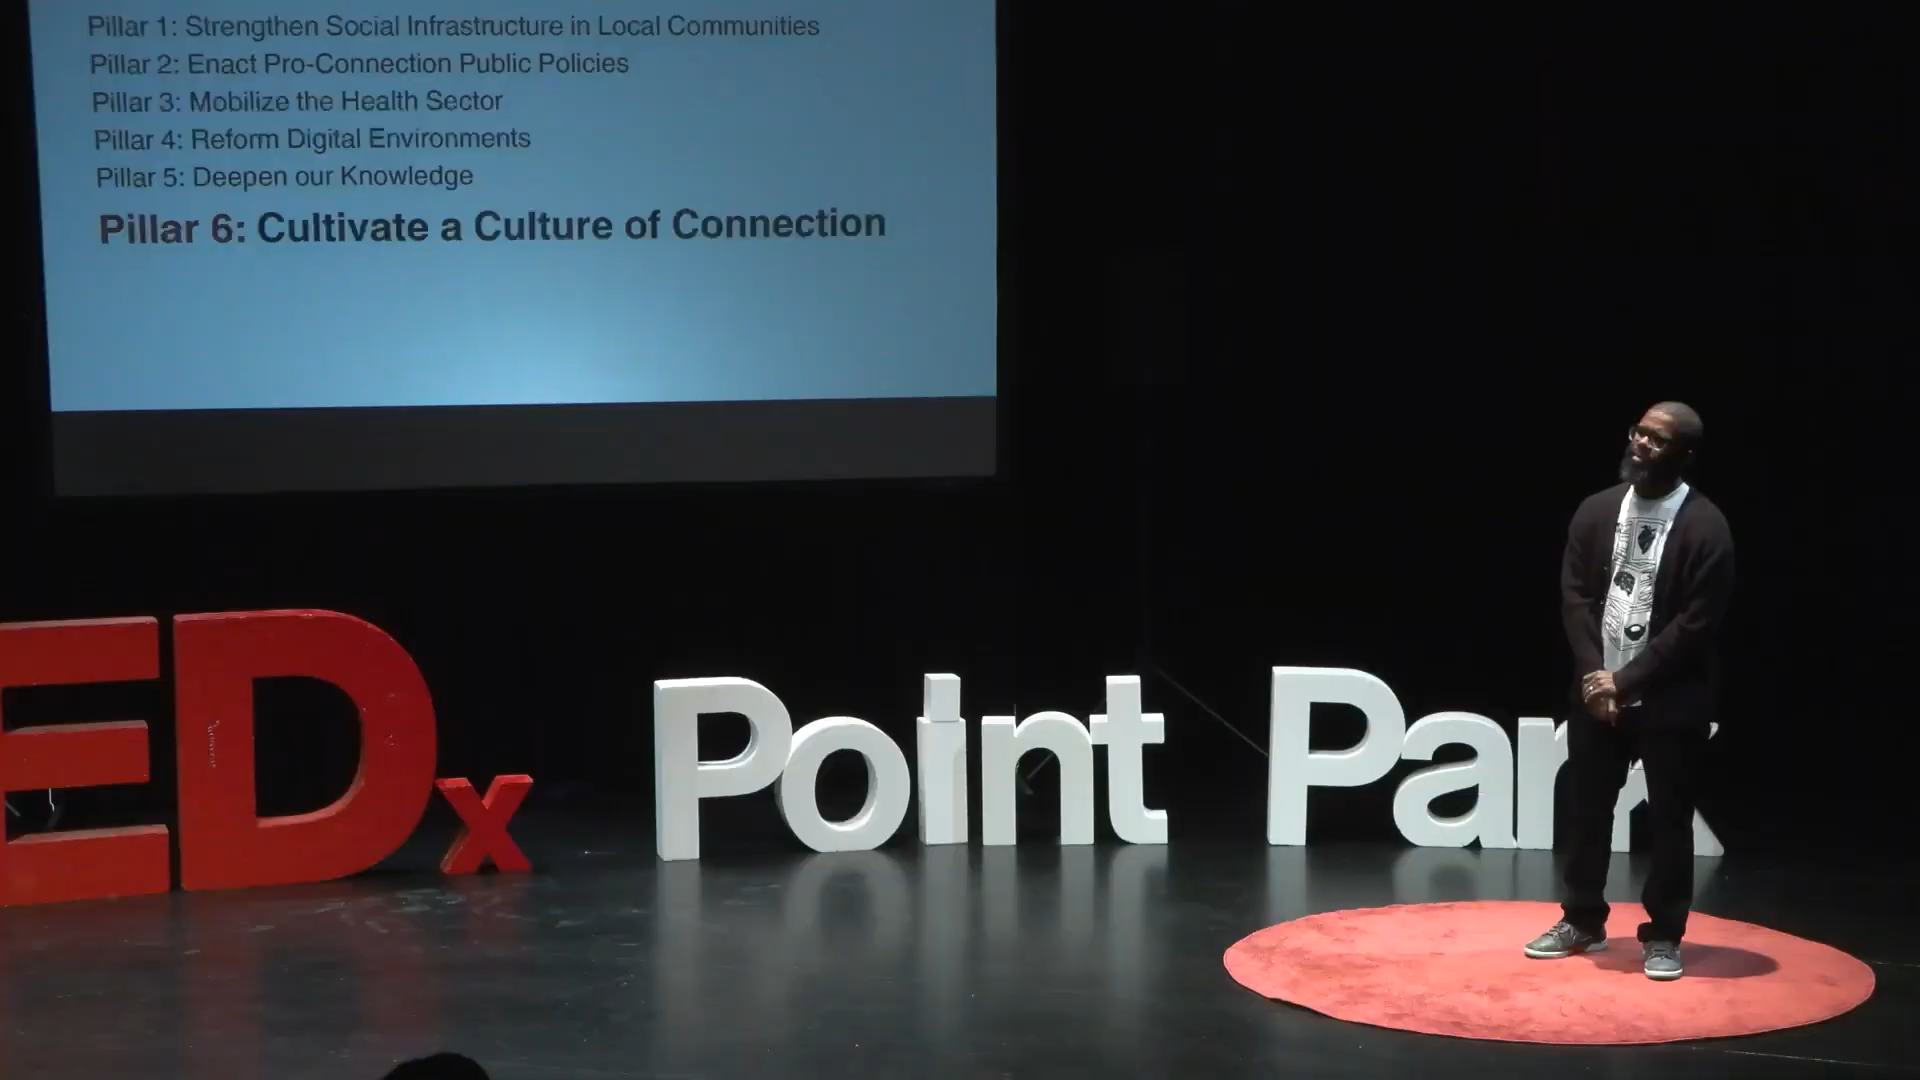 Pillar 1: Strengthen Social Infrastructure in Local Communities
Pillar 2: Enact Pro-Connection Public Policies
Pillar 3: Mobilize the Health Sector
Pillar 4: Reform Digital Environments
Pillar 5: Deepen our Knowledge
Pillar 6: Cultivate a Culture of Connection
EDx Point Park